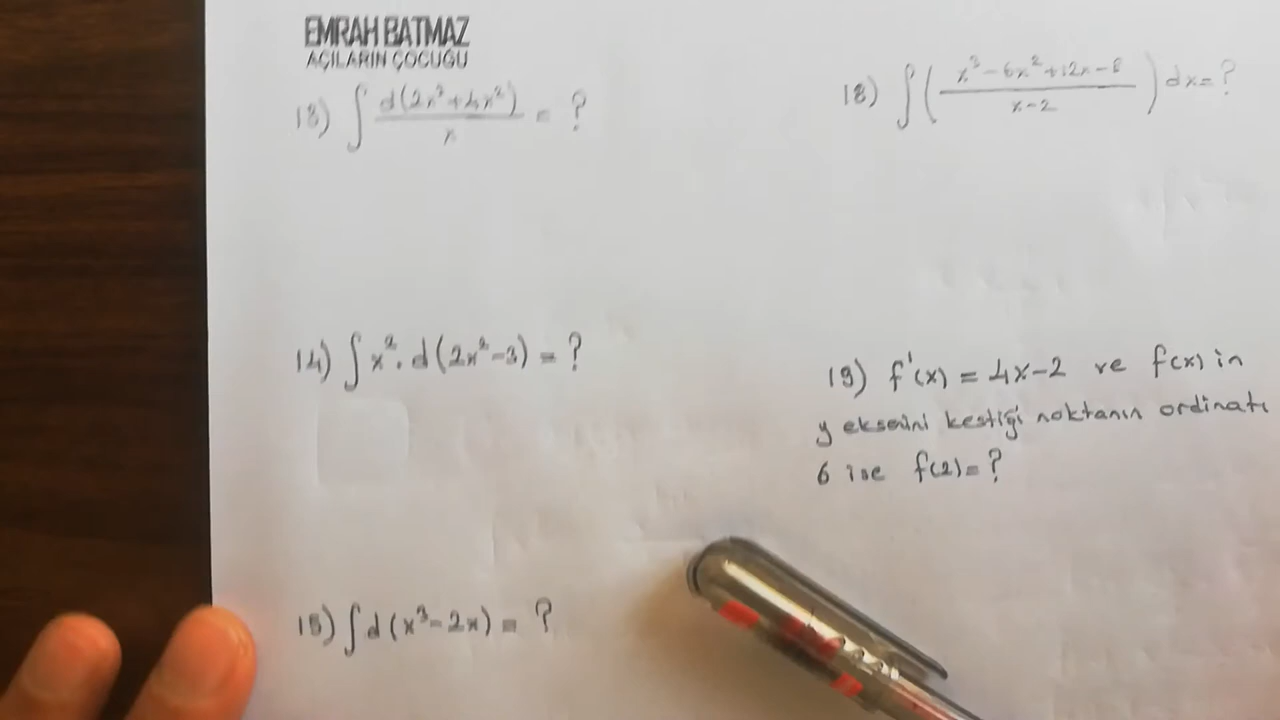 EMRAH BATMAZ
AÇILARIN ÇOCUĞU
13) ∫ d(2x³+4x²)/x = ?
14) ∫ x². d(2x²-3) = ?
15) ∫ d(x³-2x) = ?
18) ∫ ( x³-6x²+12x-8 / x-2 ) dx = ?
19) f'(x) = 4x-2 ve f(x) in
y eksenini kestiği noktanın ordinatı
6 ise f(2)=?